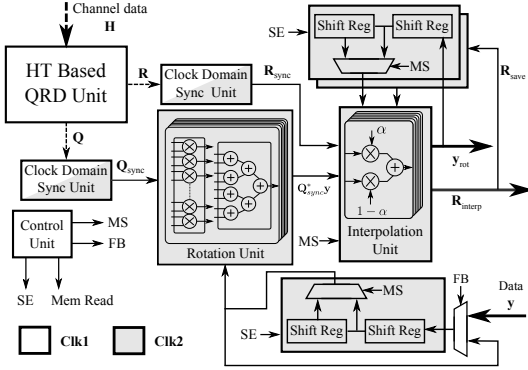 Channel data
H
HT Based
QRD Unit
R
Clock Domain
Sync Unit
R_sync
SE
Shift Reg
Shift Reg
MS
R_save
Q
Clock Domain
Sync Unit
Q_sync
Rotation Unit
Q*_sync y
α
1 − α
Interpolation
Unit
MS
y_rot
R_interp
Control
Unit
MS
FB
SE
Mem Read
MS
SE
Shift Reg
Shift Reg
FB
Data
y
Clk1
Clk2